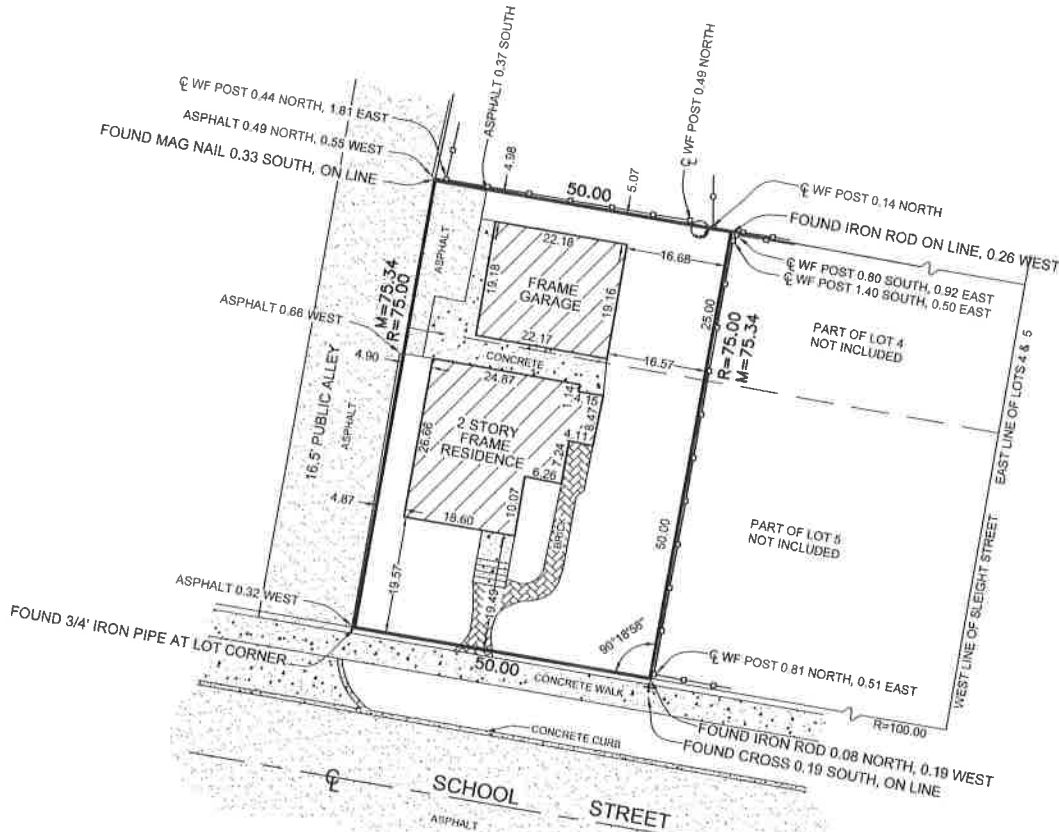 ℄ WF POST 0.44 NORTH, 1.81 EAST
ASPHALT 0.49 NORTH, 0.55 WEST
FOUND MAG NAIL 0.33 SOUTH, ON LINE
ASPHALT 0.37 SOUTH
℄ WF POST 0.49 NORTH
4.98
50.00
5.07
℄ WF POST 0.14 NORTH
FOUND IRON ROD ON LINE, 0.26 WEST
℄ WF POST 0.80 SOUTH, 0.92 EAST
℄ WF POST 1.40 SOUTH, 0.50 EAST
ASPHALT
22.18
16.68
19.18
FRAME
GARAGE
19.16
25.00
M=75.34
R=75.00
R=75.00
M=75.34
PART OF LOT 4
NOT INCLUDED
EAST LINE OF LOTS 4 & 5
ASPHALT 0.66 WEST
22.17
CONCRETE
16.57
4.90
24.87
1.14
4.15
8.47
4.11
16.5' PUBLIC ALLEY
ASPHALT
26.66
2 STORY
FRAME
RESIDENCE
7.24
6.26
10.07
BRICK
4.87
18.60
50.00
PART OF LOT 5
NOT INCLUDED
WEST LINE OF SLEIGHT STREET
19.57
19.49
ASPHALT 0.32 WEST
FOUND 3/4' IRON PIPE AT LOT CORNER
50.00
90°18'58"
℄ WF POST 0.81 NORTH, 0.51 EAST
CONCRETE WALK
R=100.00
FOUND IRON ROD 0.08 NORTH, 0.19 WEST
FOUND CROSS 0.19 SOUTH, ON LINE
CONCRETE CURB
℄ SCHOOL STREET
ASPHALT